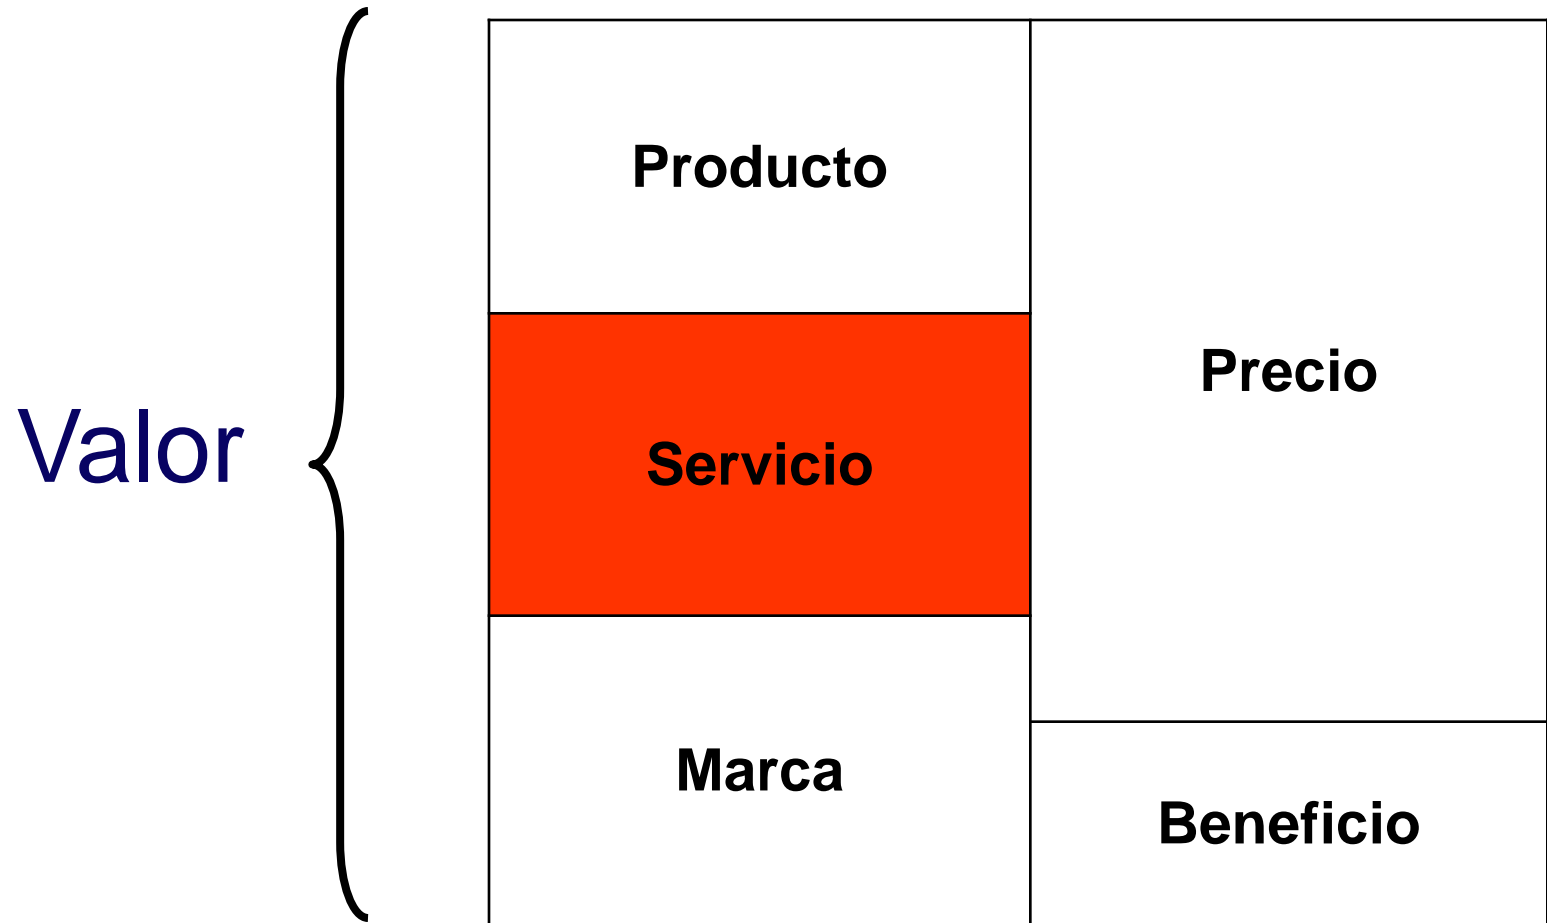 Valor
Producto
Servicio
Marca
Precio
Beneficio